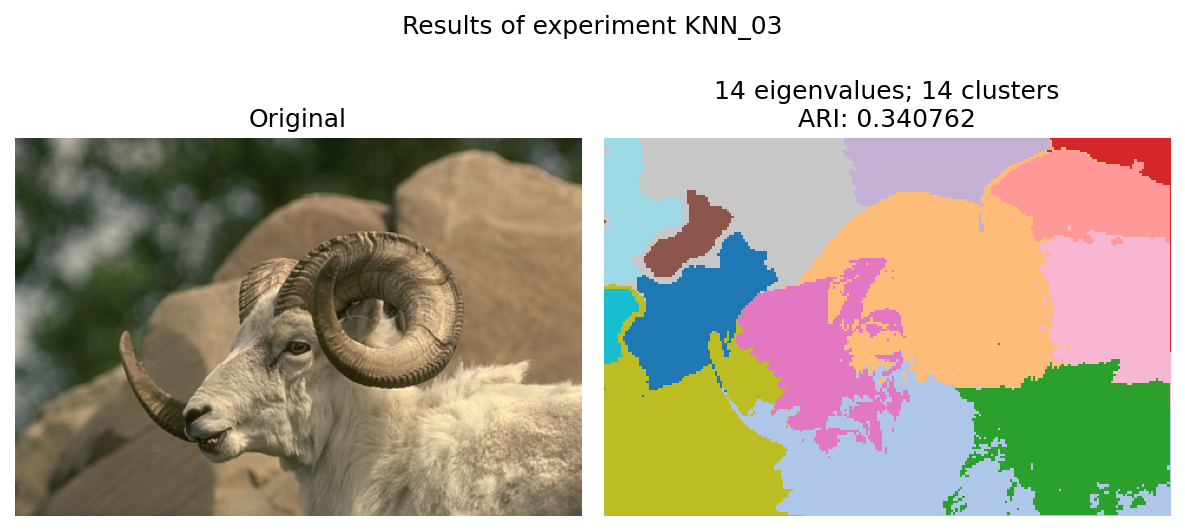 Results of experiment KNN_03
Original
14 eigenvalues; 14 clusters
ARI: 0.340762